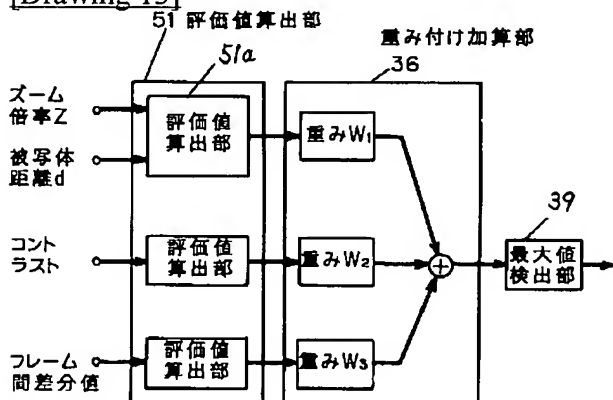 51 評価値算出部
51a
重み付け加算部
36
ズーム
倍率Z
評価値
算出部
重みW1
被写体
距離d
39
コント
ラスト
評価値
算出部
重みW2
+
最大値
検出部
フレーム
間差分値
評価値
算出部
重みW3